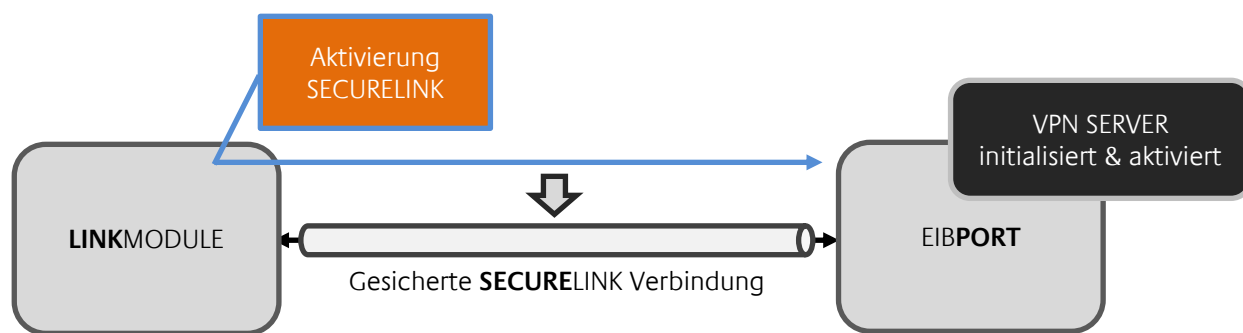 Aktivierung
SECURELINK
VPN SERVER
initialisiert & aktiviert
LINKMODULE
EIBPORT
Gesicherte SECURELINK Verbindung